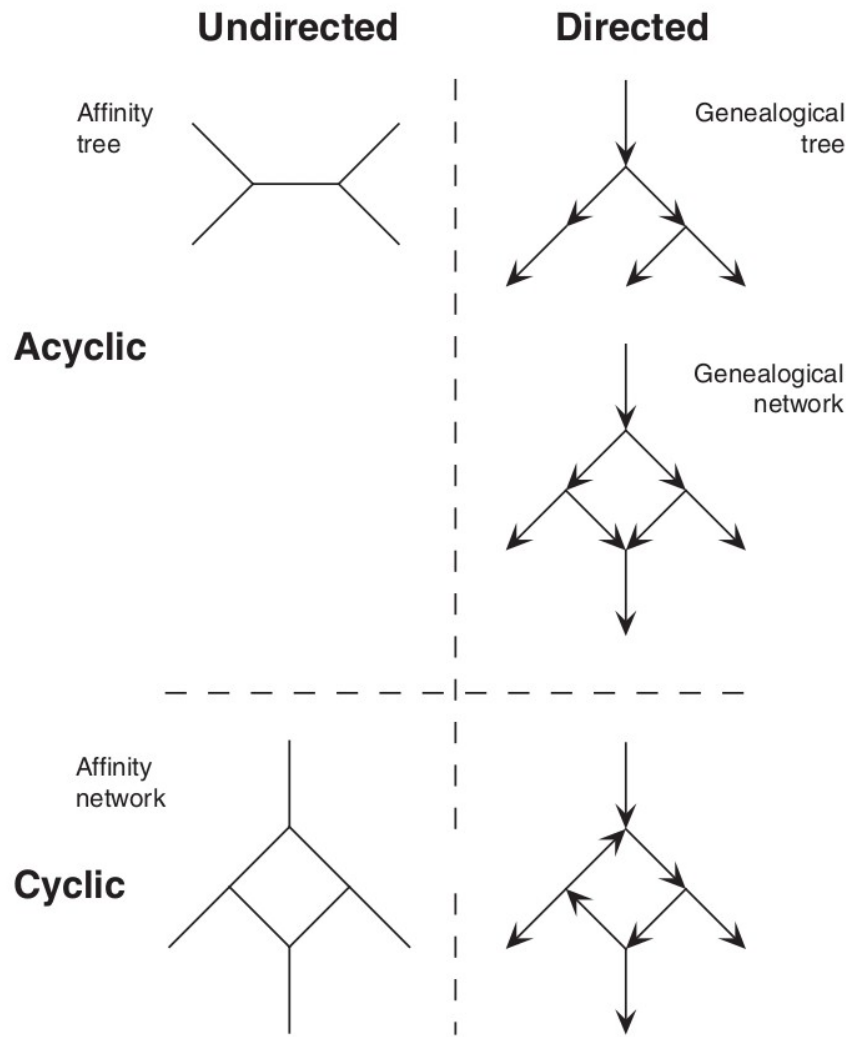 Undirected
Directed
Affinity
tree
Genealogical
tree
Acyclic
Genealogical
network
Affinity
network
Cyclic